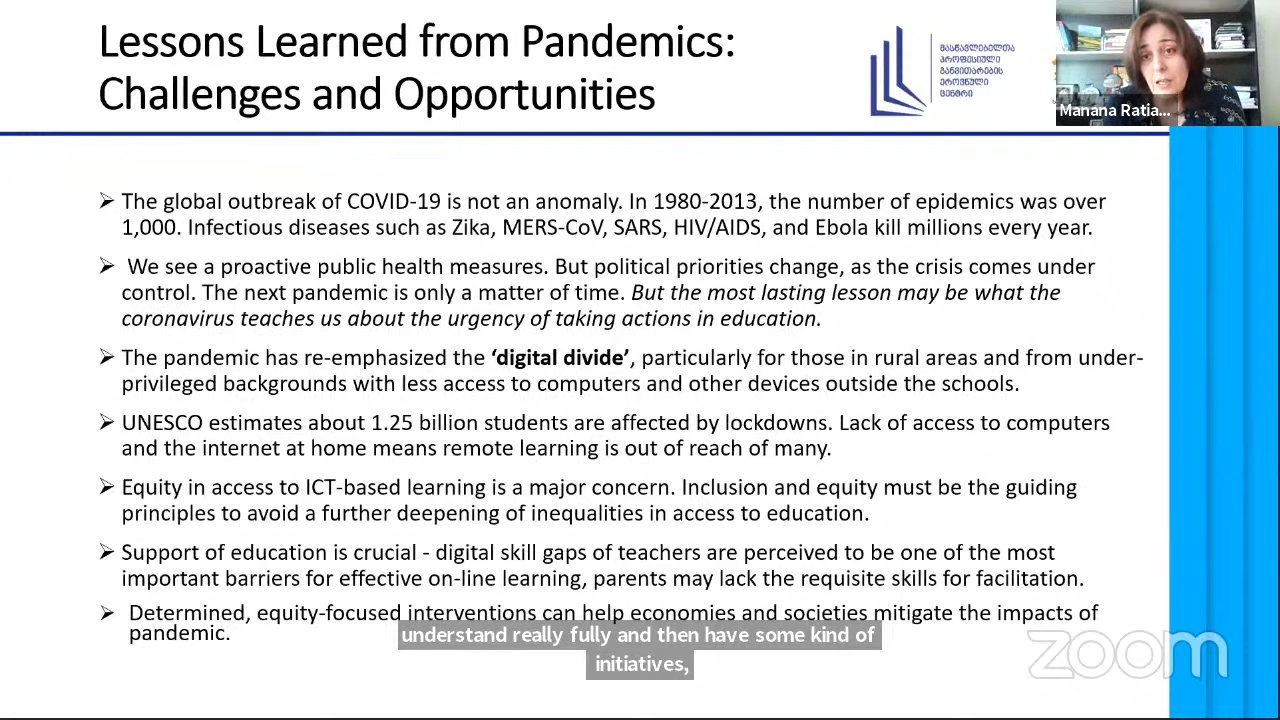 Lessons Learned from Pandemics:
Challenges and Opportunities
მასწავლებელთა
პროფესიული
განვითარების
ეროვნული
ცენტრი
Manana Ratia...
➢ The global outbreak of COVID-19 is not an anomaly. In 1980-2013, the number of epidemics was over
1,000. Infectious diseases such as Zika, MERS-CoV, SARS, HIV/AIDS, and Ebola kill millions every year.
➢ We see a proactive public health measures. But political priorities change, as the crisis comes under
control. The next pandemic is only a matter of time. But the most lasting lesson may be what the
coronavirus teaches us about the urgency of taking actions in education.
➢ The pandemic has re-emphasized the ‘digital divide’, particularly for those in rural areas and from under-
privileged backgrounds with less access to computers and other devices outside the schools.
➢ UNESCO estimates about 1.25 billion students are affected by lockdowns. Lack of access to computers
and the internet at home means remote learning is out of reach of many.
➢ Equity in access to ICT-based learning is a major concern. Inclusion and equity must be the guiding
principles to avoid a further deepening of inequalities in access to education.
➢ Support of education is crucial - digital skill gaps of teachers are perceived to be one of the most
important barriers for effective on-line learning, parents may lack the requisite skills for facilitation.
➢ Determined, equity-focused interventions can help economies and societies mitigate the impacts of
pandemic.
understand really fully and then have some kind of
initiatives,
zoom